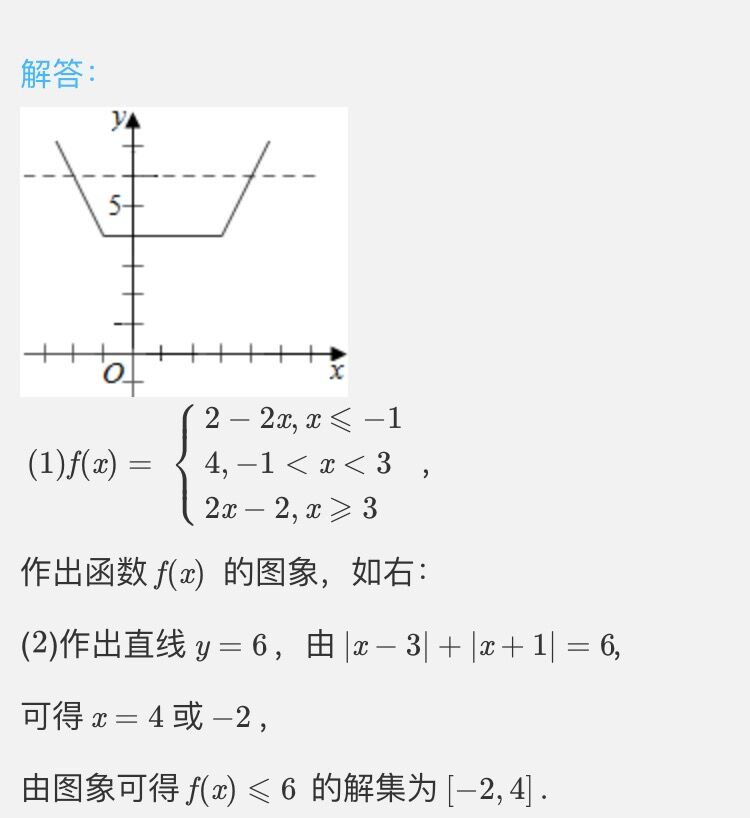 解答：
y
5
O
x
(1)f(x) = { 2 − 2x, x ⩽ −1
4, −1 < x < 3 ，
2x − 2, x ⩾ 3
作出函数 f(x) 的图象，如右：
(2)作出直线 y = 6，由 |x − 3| + |x + 1| = 6,
可得 x = 4 或 −2，
由图象可得 f(x) ⩽ 6 的解集为 [−2, 4].